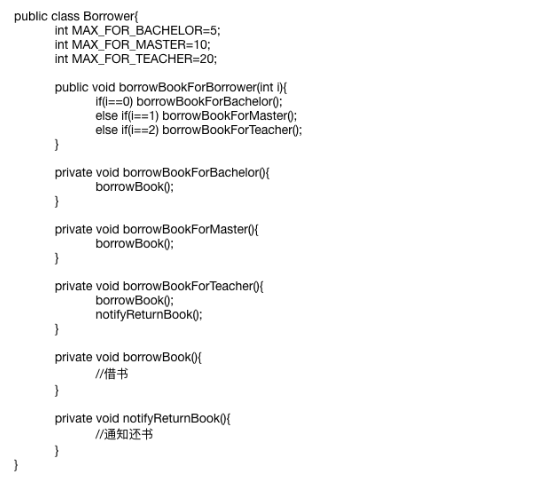 public class Borrower{
int MAX_FOR_BACHELOR=5;
int MAX_FOR_MASTER=10;
int MAX_FOR_TEACHER=20;
public void borrowBookForBorrower(int i){
if(i==0) borrowBookForBachelor();
else if(i==1) borrowBookForMaster();
else if(i==2) borrowBookForTeacher();
}
private void borrowBookForBachelor(){
borrowBook();
}
private void borrowBookForMaster(){
borrowBook();
}
private void borrowBookForTeacher(){
borrowBook();
notifyReturnBook();
}
private void borrowBook(){
//借书
}
private void notifyReturnBook(){
//通知还书
}
}